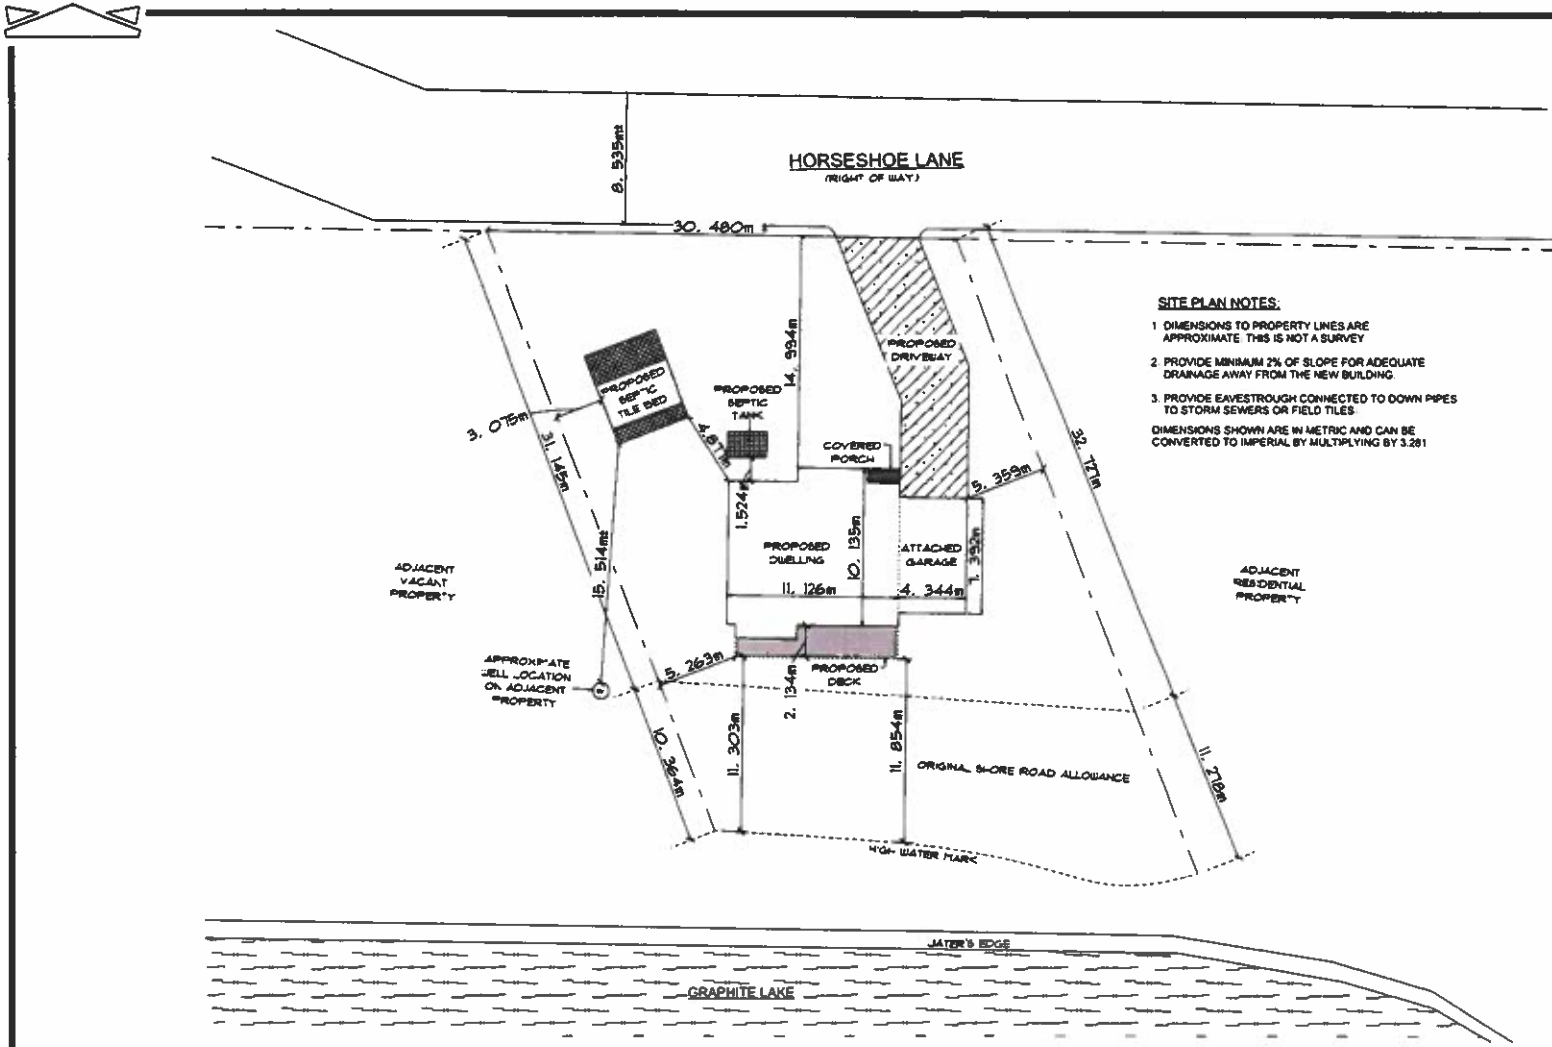 8. 535m±
HORSESHOE LANE
(RIGHT OF WAY)
30. 480m
SITE PLAN NOTES:
1 DIMENSIONS TO PROPERTY LINES ARE
APPROXIMATE. THIS IS NOT A SURVEY
2. PROVIDE MINIMUM 2% OF SLOPE FOR ADEQUATE
DRAINAGE AWAY FROM THE NEW BUILDING.
3. PROVIDE EAVESTROUGH CONNECTED TO DOWN PIPES
TO STORM SEWERS OR FIELD TILES
DIMENSIONS SHOWN ARE IN METRIC AND CAN BE
CONVERTED TO IMPERIAL BY MULTIPLYING BY 3.281
14. 994m
PROPOSED
DRIVEWAY
PROPOSED
SEPTIC
TILE BED
PROPOSED
SEPTIC
TANK
3. 075m
31. 145m
4.877m
COVERED
PORCH
32. 727m
5. 359m
1.524m
15. 514m±
PROPOSED
DWELLING
10. 135m
ATTACHED
GARAGE
7. 392m
11. 126m
4. 344m
ADJACENT
VACANT
PROPERTY
ADJACENT
RESIDENTIAL
PROPERTY
APPROXIMATE
WELL LOCATION
ON ADJACENT
PROPERTY
5. 263m
2. 134m
PROPOSED
DECK
10. 364m
11. 303m
11. 854m
ORIGINAL SHORE ROAD ALLOWANCE
11. 278m
HIGH WATER MARK
WATER'S EDGE
GRAPHITE LAKE